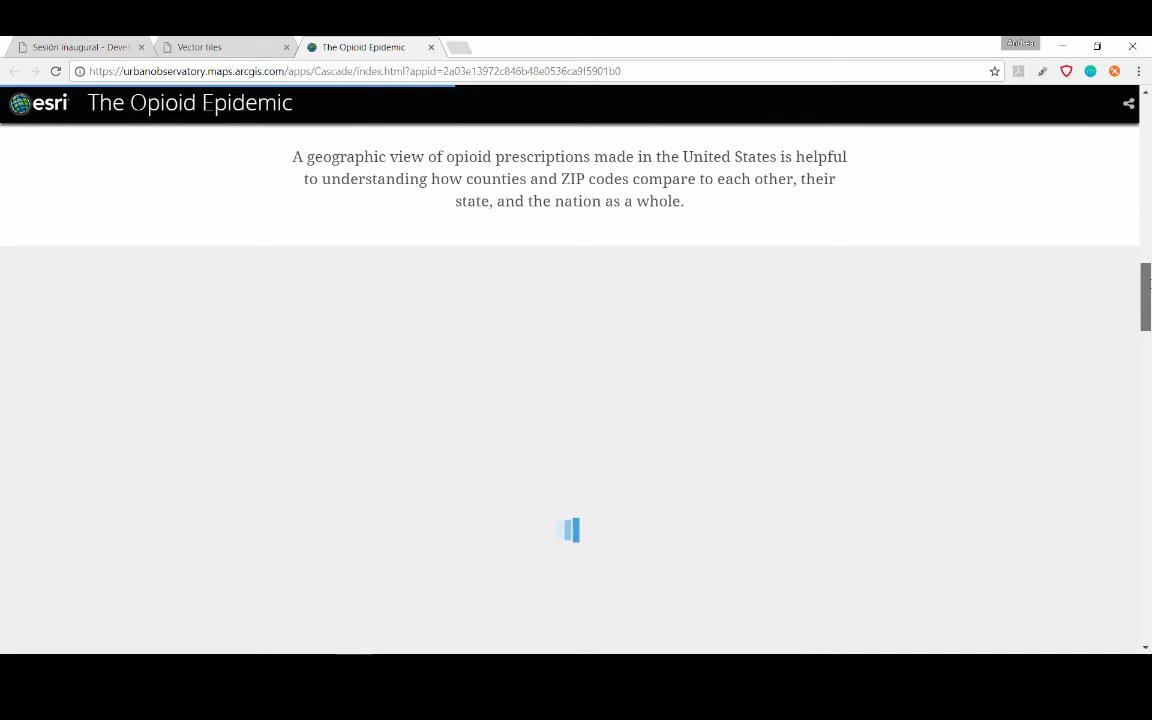 Sesión inaugural - Devel
Vector tiles
The Opioid Epidemic
Andrea
https://urbanobservatory.maps.arcgis.com/apps/Cascade/index.html?appid=2a03e13972c846b48e0536ca9f5901b0
esri The Opioid Epidemic
A geographic view of opioid prescriptions made in the United States is helpful
to understanding how counties and ZIP codes compare to each other, their
state, and the nation as a whole.